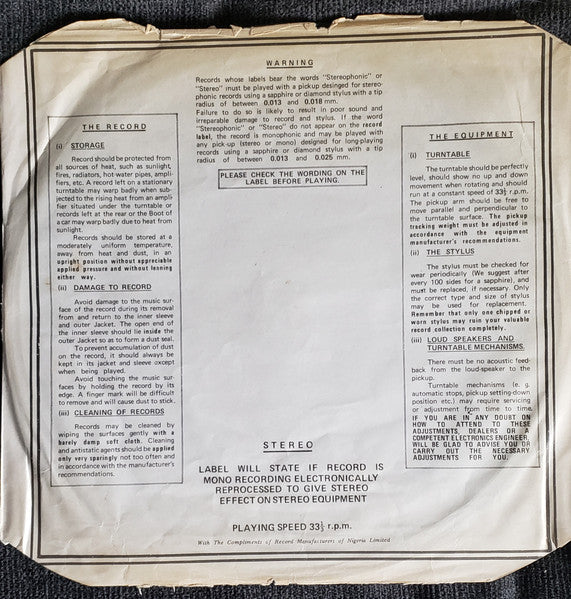 WARNING
Records whose labels bear the words "Stereophonic" or
"Stereo" must be played with a pickup desinged for stereo-
phonic records using a sapphire or diamond stylus with a tip
radius of between 0.013 and 0.018 mm.
Failure to do so is likely to result in poor sound and
irreparable damage to record and stylus. If the word
"Stereophonic" or "Stereo" do not appear on the record
label, the record is monophonic and may be played with
any pick-up (stereo or mono) designed for long-playing
records using a sapphire or diamond stylus with a tip
radius of between 0.013 and 0.025 mm.
PLEASE CHECK THE WORDING ON THE
LABEL BEFORE PLAYING.
THE RECORD
(i) STORAGE
Record should be protected from
all sources of heat, such as sunlight,
fires, radiators, hot water pipes, ampli-
fiers, etc. A record left on a stationary
turntable may warp badly when sub-
jected to the rising heat from an ampli
fier situated under the turntable or
records left at the rear or the Boot of
a car may warp badly due to heat from
sunlight.
Records should be stored at a
moderately uniform temperature,
away from heat and dust, in an
upright position without appreciable
applied pressure and without leaning
either way.
(ii) DAMAGE TO RECORD
Avoid damage to the music sur-
face of the record during its removal
from and return to the inner sleeve
and outer Jacket. The open end of
the inner sleeve should lie inside the
outer Jacket so as to form a dust seal.
To prevent accumulation of dust
on the record, it should always be
kept in its jacket and sleeve except
when being played.
Avoid touching the music sur-
faces by holding the record by its
edge. A finger mark will be difficult
to remove and will cause dust to stick.
(iii) CLEANING OF RECORDS
Records may be cleaned by
wiping the surfaces gently with a
barely damp soft cloth. Cleaning
and antistatic agents should be applied
only very sparingly not too often and
in accordance with the manufacturer's
recommendations.
THE EQUIPMENT
(i) TURNTABLE
The turntable should be perfectly
level, should show no up and down
movement when rotating and should
run at a constant speed of 33⅓ r.p.m.
The pickup arm should be free to
move parallel and perpendicular to
the turntable surface. The pickup
tracking weight must be adjusted in
accordance with the equipment
manufacturer's recommendations.
(ii) THE STYLUS
The stylus must be checked for
wear periodically (We suggest after
every 100 sides for a sapphire), and
must be replaced, if necessary. Only
the correct type and size of stylus
may be used for replacement.
Remember that only one chipped or
worn stylus may ruin your valuable
record collection completely.
(iii) LOUD SPEAKERS AND
TURNTABLE MECHANISMS.
There must be no acoustic feed-
back from the loud-speaker to the
pickup.
Turntable mechanisms (e. g.
automatic stops, pickup setting-down
position etc.) may require servicing
or adjustment from time to time.
IF YOU ARE IN ANY DOUBT ON
HOW TO ATTEND TO THESE
ADJUSTMENTS, DEALERS OR A
COMPETENT ELECTRONICS ENGINEER,
WILL BE GLAD TO ADVISE YOU OR
CARRY OUT THE NECESSARY
ADJUSTMENTS FOR YOU.
STEREO
LABEL WILL STATE IF RECORD IS
MONO RECORDING ELECTRONICALLY
REPROCESSED TO GIVE STEREO
EFFECT ON STEREO EQUIPMENT
PLAYING SPEED 33⅓ r.p.m.
With The Compliments of Record Manufacturers of Nigeria Limited